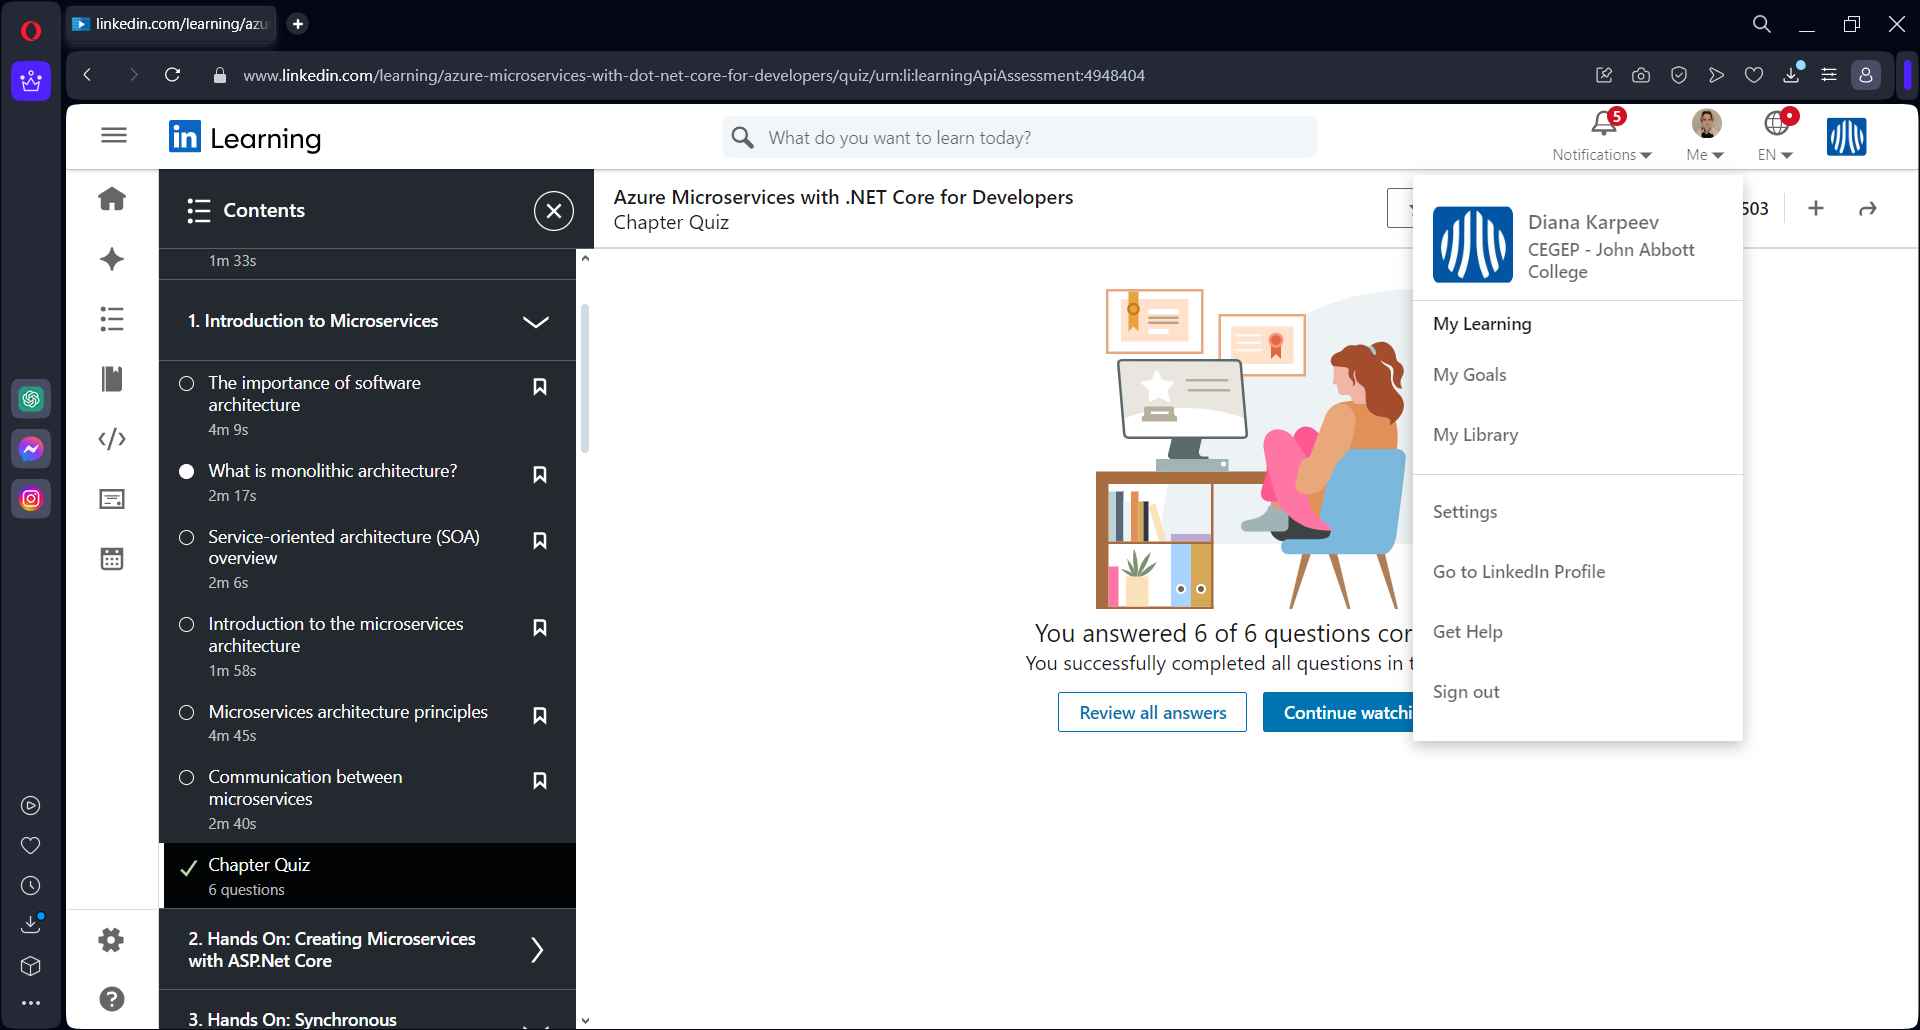 linkedin.com/learning/azu
www.linkedin.com/learning/azure-microservices-with-dot-net-core-for-developers/quiz/urn:li:learningApiAssessment:4948404
in Learning
What do you want to learn today?
5
Notifications
Me
EN
Contents
1m 33s
1. Introduction to Microservices
The importance of software
architecture
4m 9s
What is monolithic architecture?
2m 17s
Service-oriented architecture (SOA)
overview
2m 6s
Introduction to the microservices
architecture
1m 58s
Microservices architecture principles
4m 45s
Communication between
microservices
2m 40s
Chapter Quiz
6 questions
2. Hands On: Creating Microservices
with ASP.Net Core
3. Hands On: Synchronous
Azure Microservices with .NET Core for Developers
Chapter Quiz
503
You answered 6 of 6 questions cor
You successfully completed all questions in t
Review all answers
Continue watchi
Diana Karpeev
CEGEP - John Abbott
College
My Learning
My Goals
My Library
Settings
Go to LinkedIn Profile
Get Help
Sign out